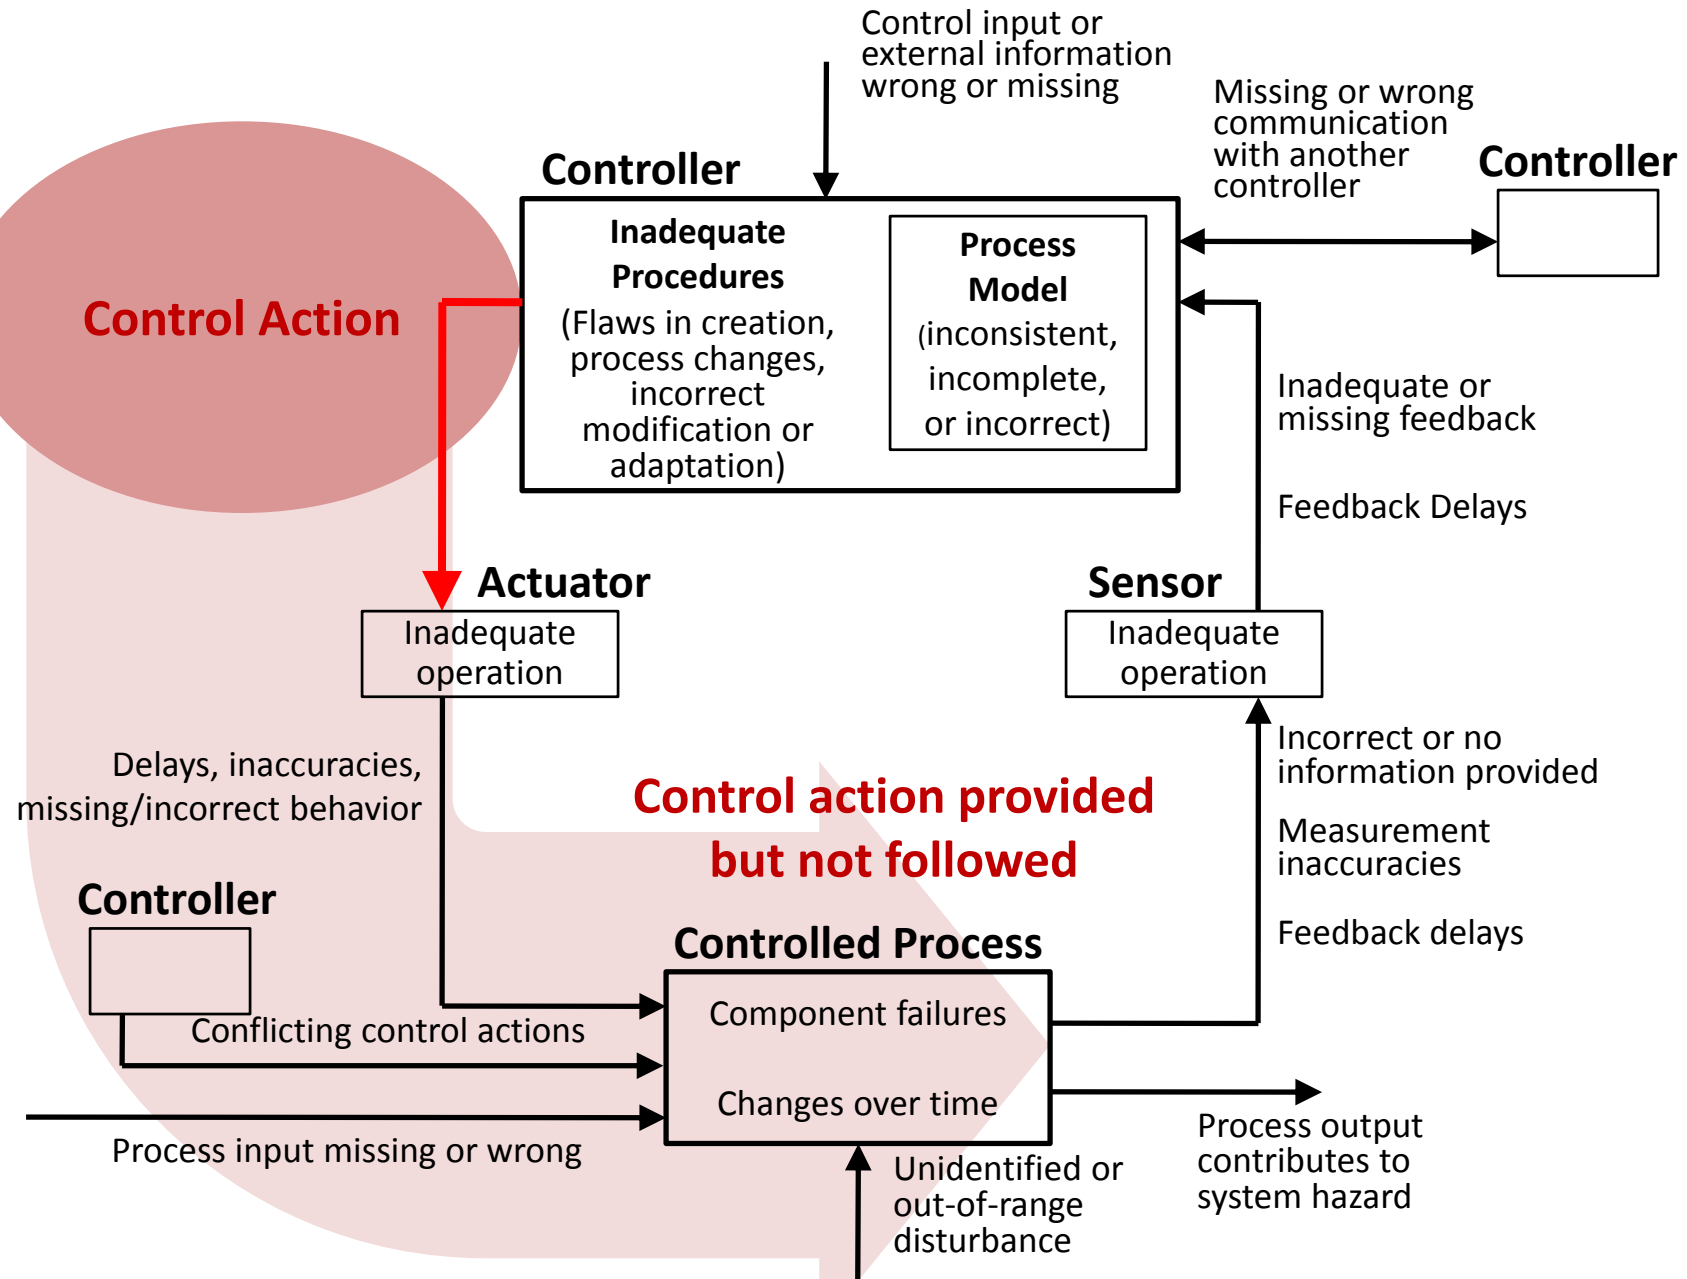 Control input or
external information
wrong or missing
Missing or wrong
communication
with another
controller
Controller
Controller
Inadequate
Procedures
(Flaws in creation,
process changes,
incorrect
modification or
adaptation)
Process
Model
(inconsistent,
incomplete,
or incorrect)
Control Action
Inadequate or
missing feedback
Feedback Delays
Actuator
Inadequate
operation
Sensor
Inadequate
operation
Delays, inaccuracies,
missing/incorrect behavior
Control action provided
but not followed
Incorrect or no
information provided
Measurement
inaccuracies
Feedback delays
Controller
Conflicting control actions
Controlled Process
Component failures
Changes over time
Process input missing or wrong
Unidentified or
out-of-range
disturbance
Process output
contributes to
system hazard